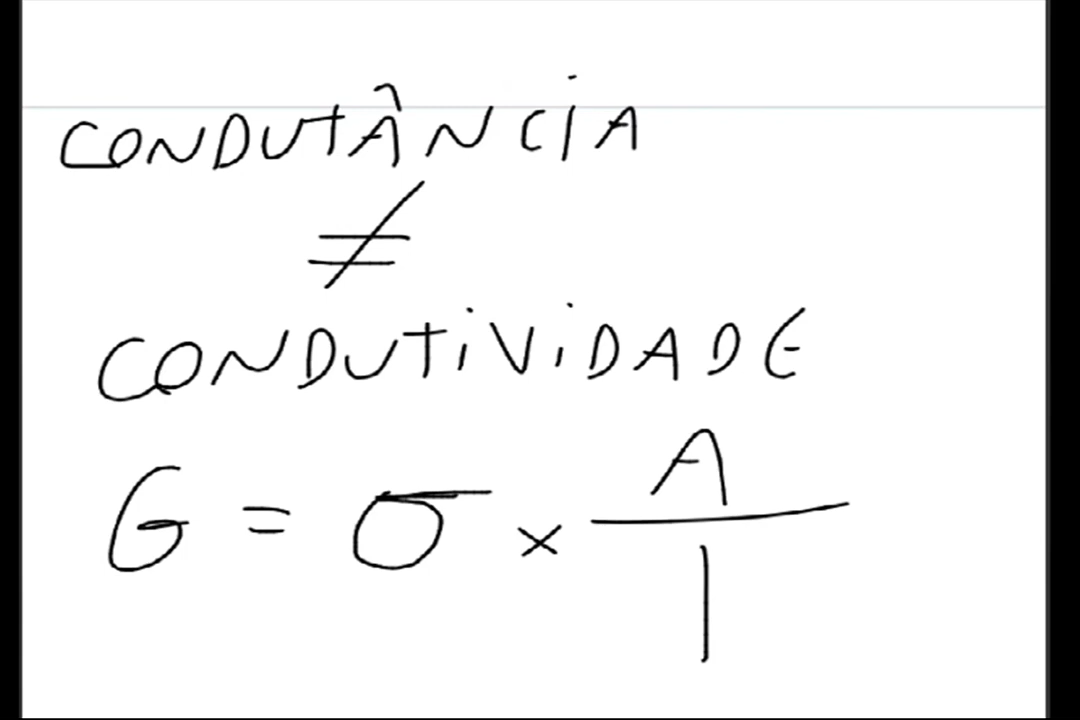 CONDUTÂNCIA
≠
CONDUTIVIDADE
G = σ × A/l